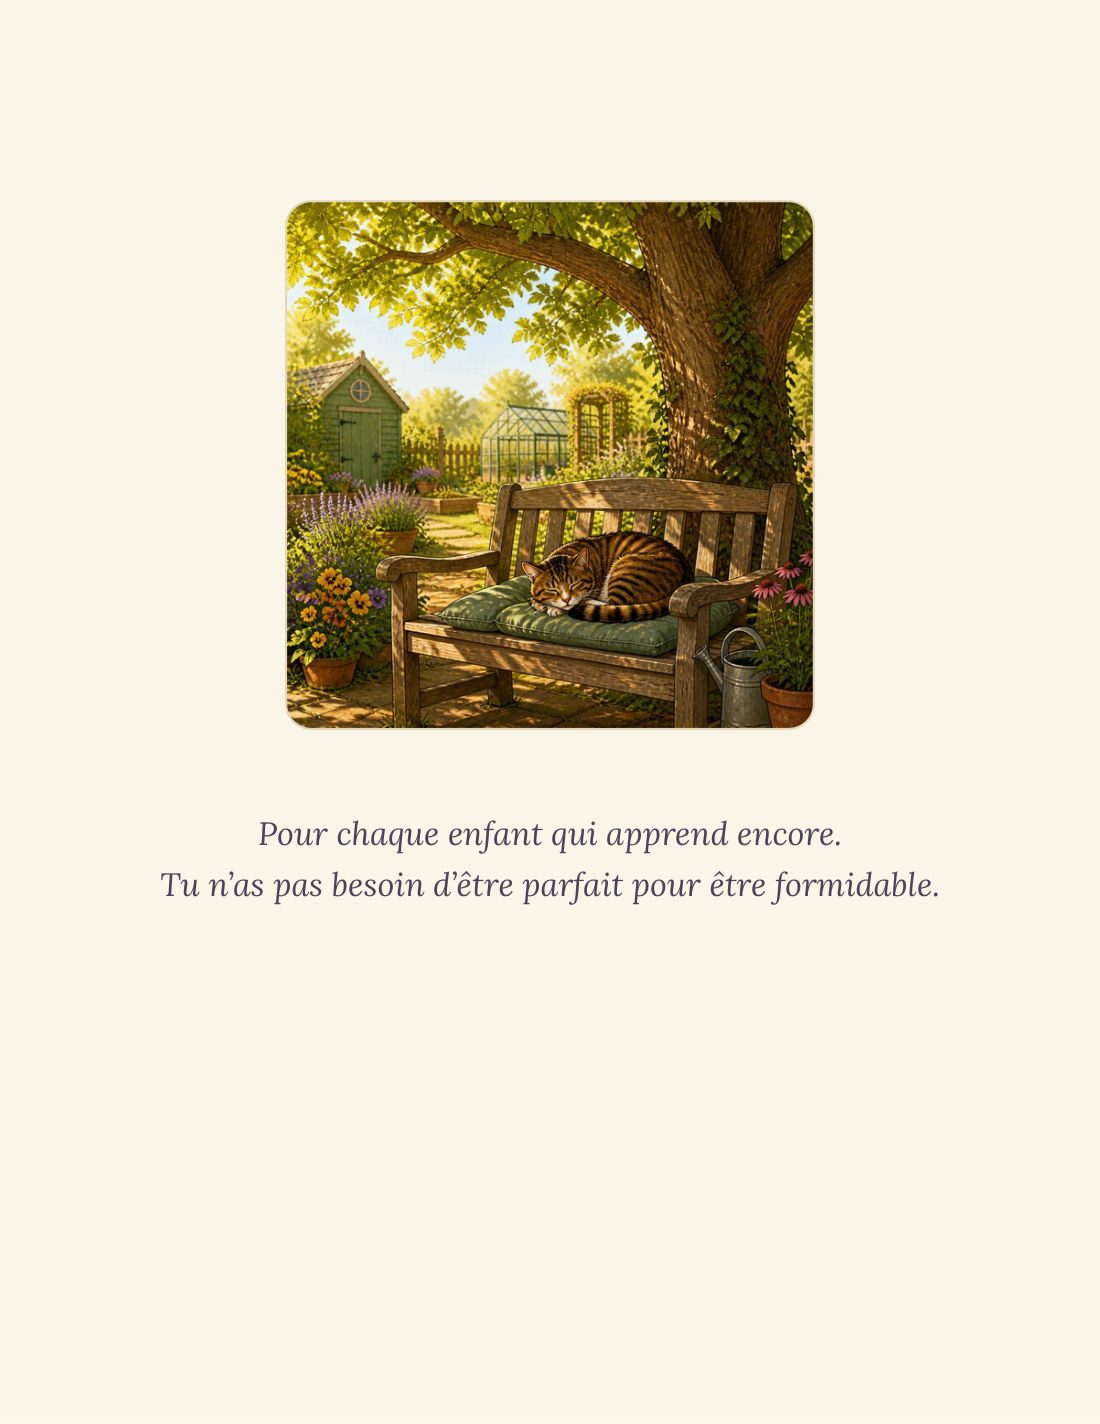 Pour chaque enfant qui apprend encore.
Tu n’as pas besoin d’être parfait pour être formidable.